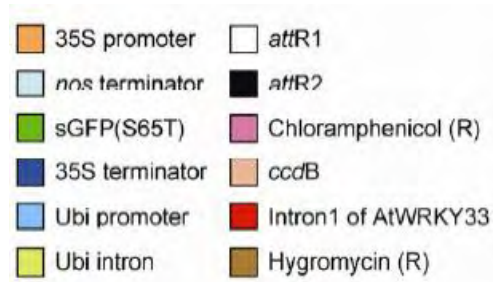 35S promoter
nos terminator
sGFP(S65T)
35S terminator
Ubi promoter
Ubi intron
attR1
attR2
Chloramphenicol (R)
ccdB
Intron1 of AtWRKY33
Hygromycin (R)